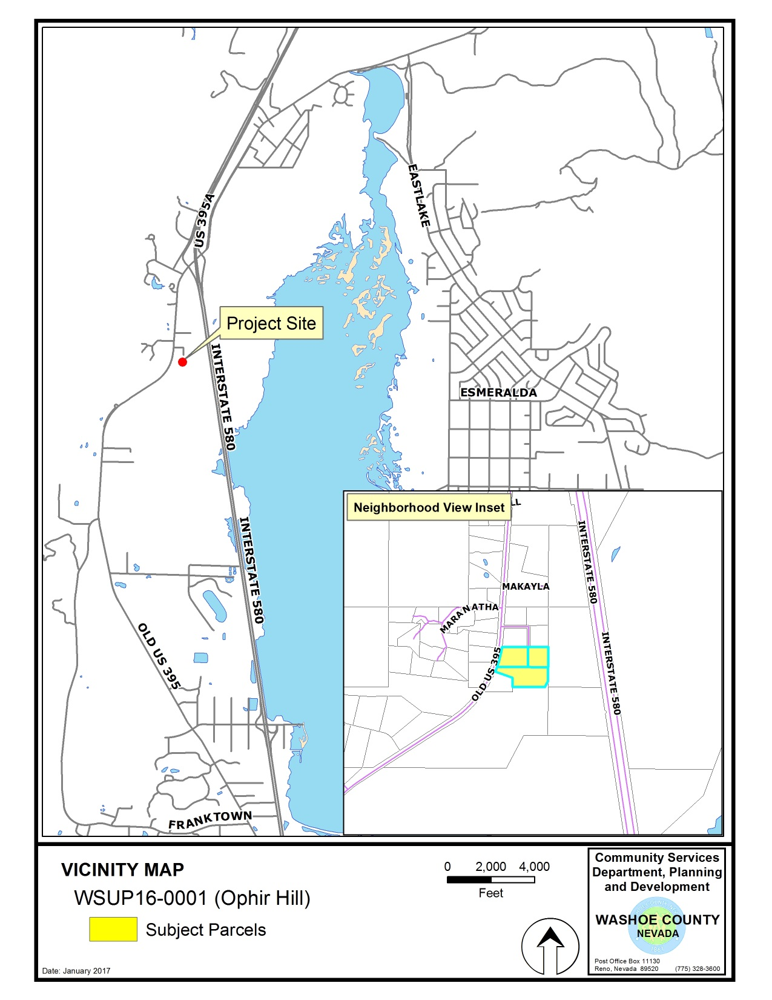 US 395A
EASTLAKE
Project Site
INTERSTATE 580
ESMERALDA
INTERSTATE 580
OLD US 395
FRANKTOWN
Neighborhood View Inset
LL
INTERSTATE 580
MAKAYLA
MARANATHA
OLD US 395
INTERSTATE 580
VICINITY MAP
WSUP16-0001 (Ophir Hill)
Subject Parcels
Date: January 2017
0 2,000 4,000
Feet
Community Services
Department, Planning
and Development
WASHOE COUNTY
NEVADA
1861
Post Office Box 11130
Reno, Nevada 89520 (775) 328-3600